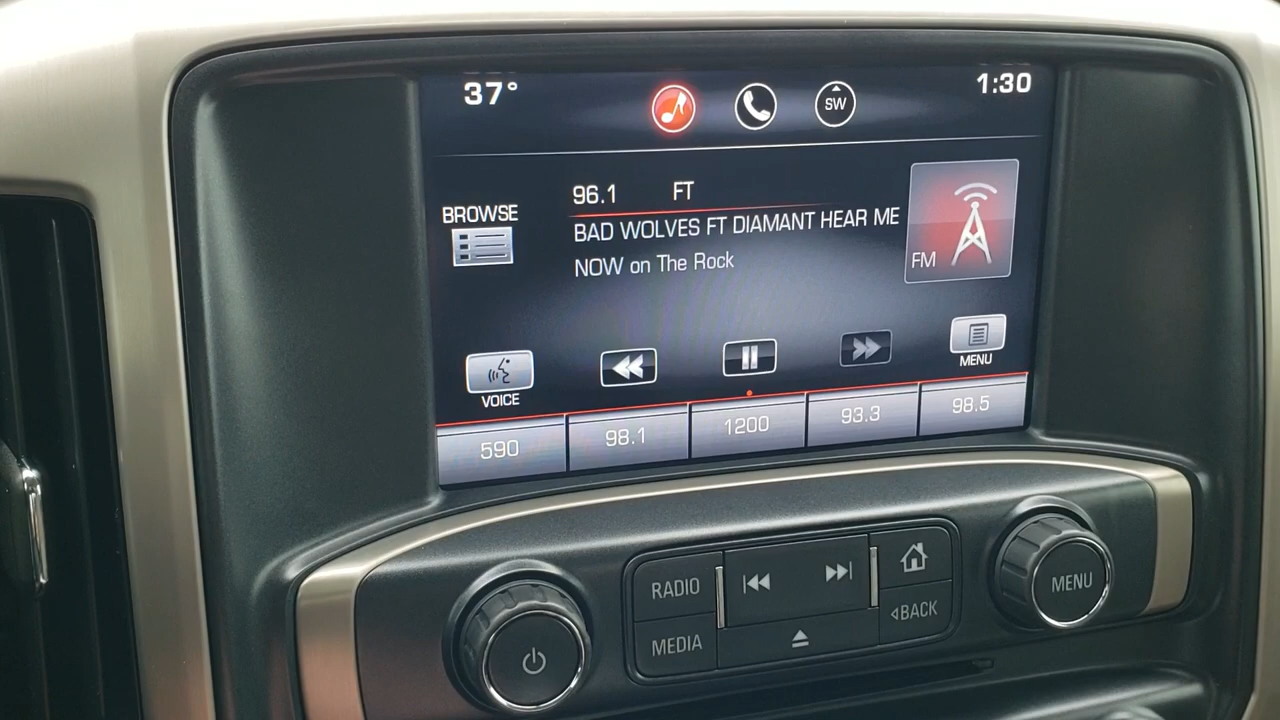 37°
SW
1:30
96.1 FT
BROWSE
BAD WOLVES FT DIAMANT HEAR ME
NOW on The Rock
FM
VOICE
MENU
590
98.1
1200
93.3
98.5
RADIO
MEDIA
BACK
MENU